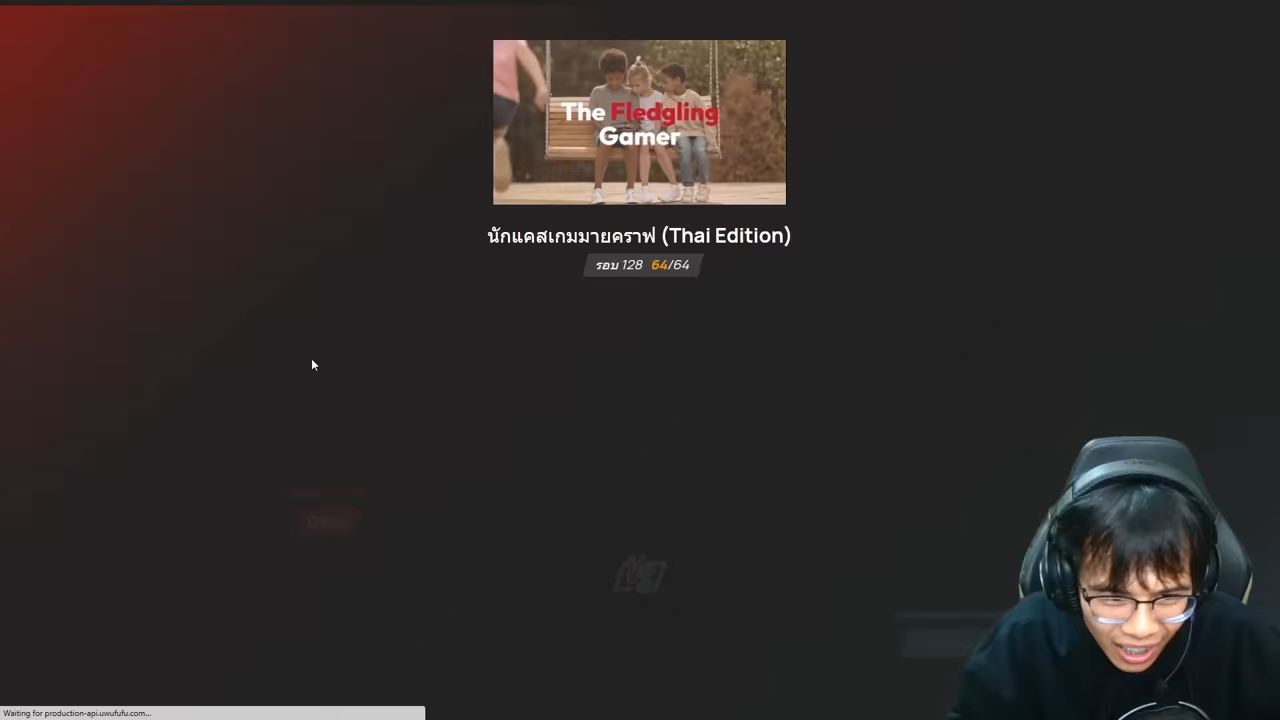 The Fledgling
Gamer
นักแคสเกมมายคราฟ (Thai Edition)
รอบ 128 64/64
Waiting for production-api.uwufufu.com...